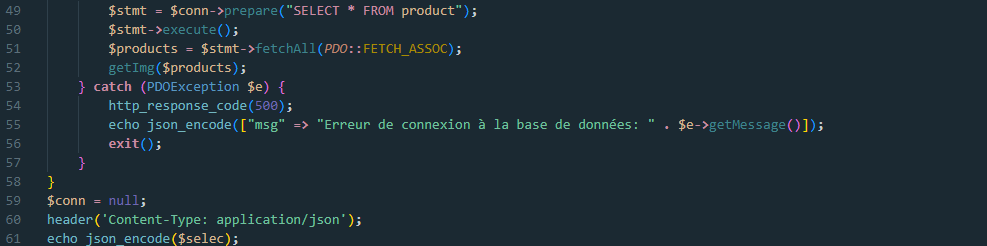 49 $stmt = $conn->prepare("SELECT * FROM product");
50 $stmt->execute();
51 $products = $stmt->fetchAll(PDO::FETCH_ASSOC);
52 getImg($products);
53 } catch (PDOException $e) {
54 http_response_code(500);
55 echo json_encode(["msg" => "Erreur de connexion à la base de données: " . $e->getMessage()]);
56 exit();
57 }
58 }
59 $conn = null;
60 header('Content-Type: application/json');
61 echo json_encode($selec);